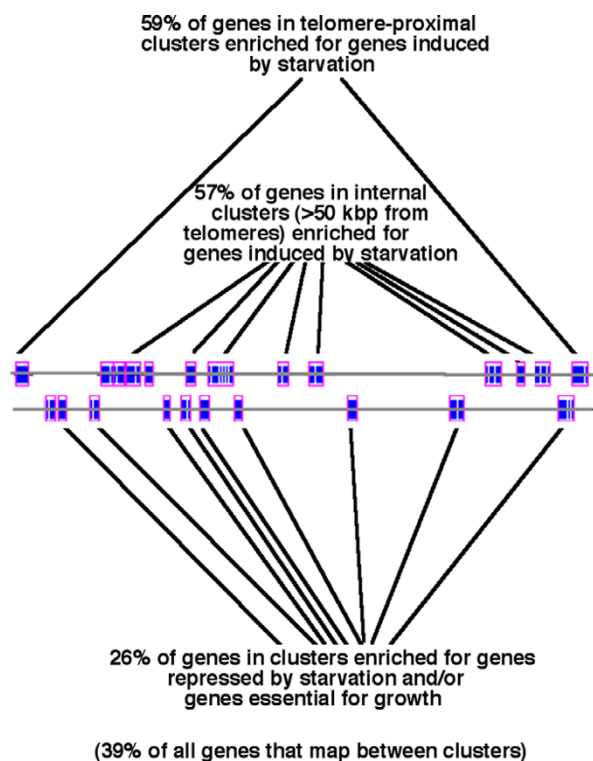 59% of genes in telomere-proximal
clusters enriched for genes induced
by starvation
57% of genes in internal
clusters (>50 kbp from
telomeres) enriched for
genes induced by starvation
26% of genes in clusters enriched for genes
repressed by starvation and/or
genes essential for growth
(39% of all genes that map between clusters)